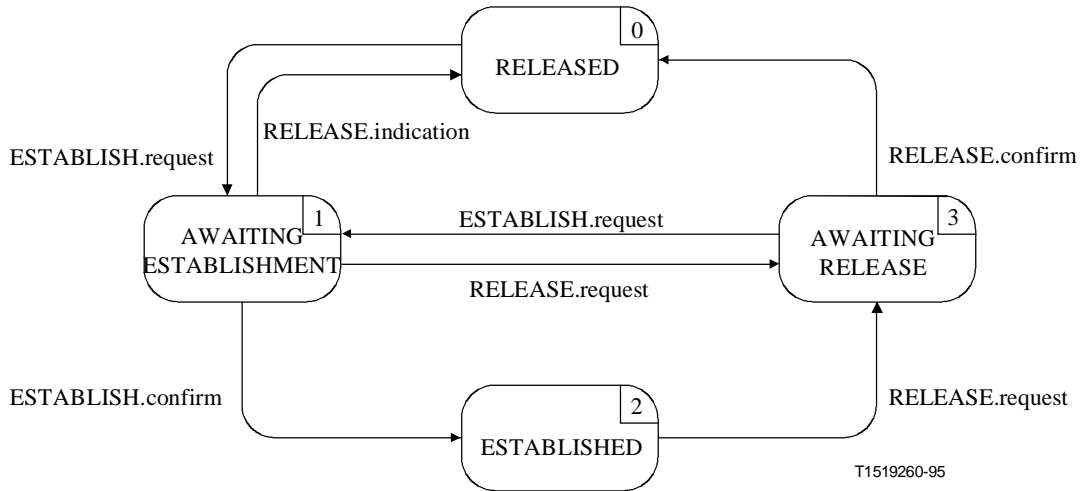 0
RELEASED
RELEASE.indication
ESTABLISH.request
RELEASE.confirm
1
AWAITING
ESTABLISHMENT
ESTABLISH.request
RELEASE.request
3
AWAITING
RELEASE
ESTABLISH.confirm
2
ESTABLISHED
RELEASE.request
T1519260-95